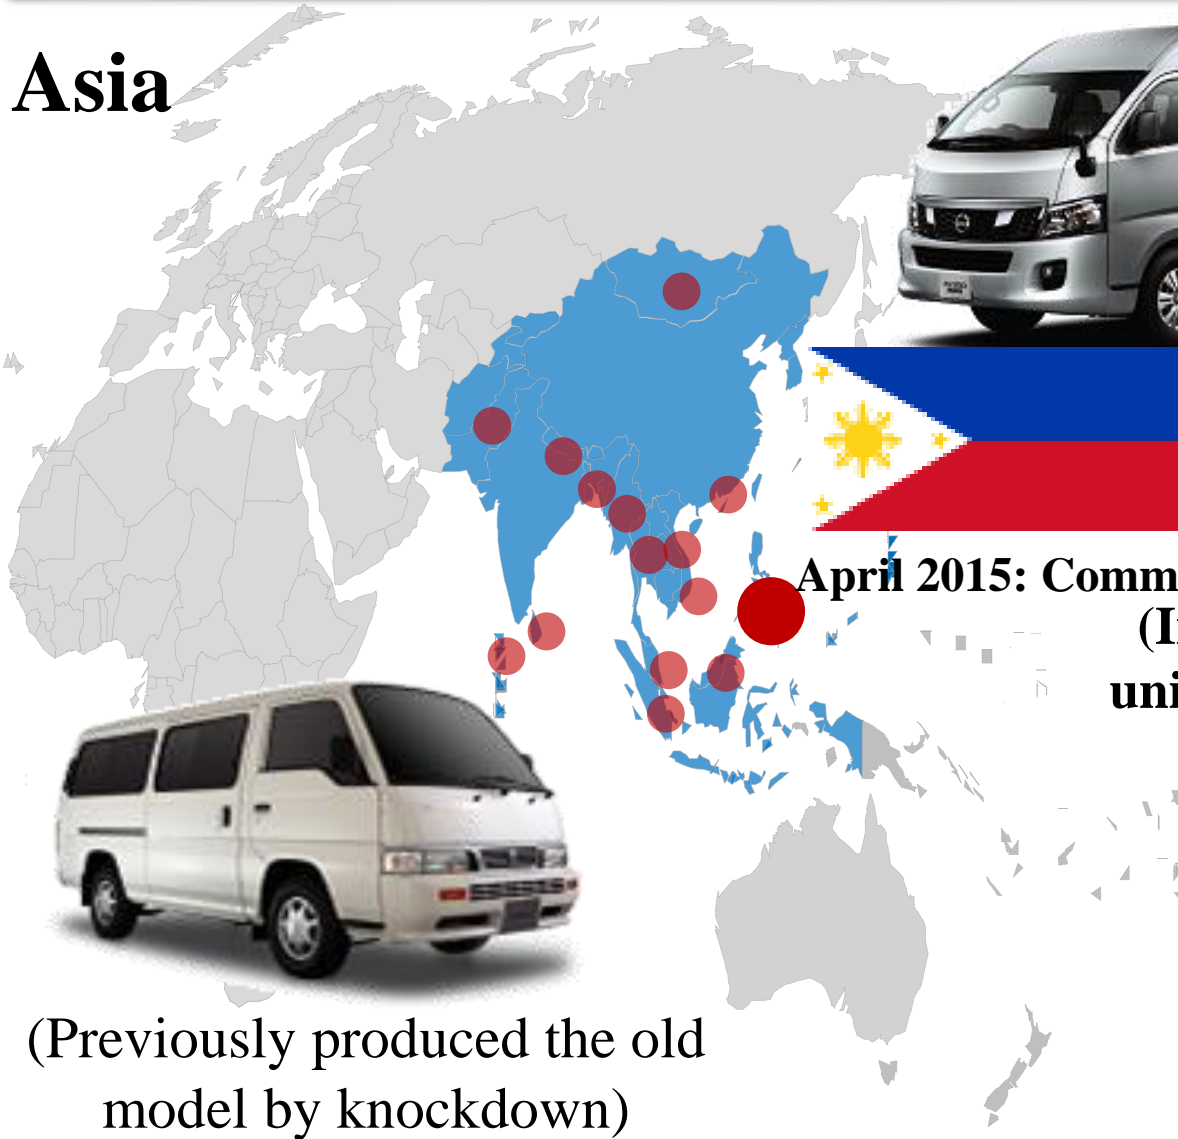 Asia
April 2015: Comm
(I
uni
(Previously produced the old
model by knockdown)